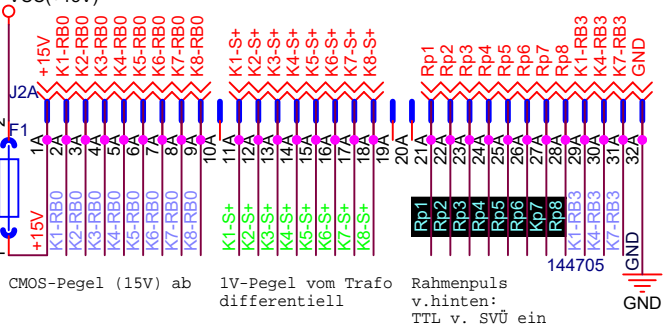 +15V K1-RB0 K2-RB0 K3-RB0 K4-RB0 K5-RB0 K6-RB0 K7-RB0 K8-RB0 K1-S+ K2-S+ K3-S+ K4-S+ K5-S+ K6-S+ K7-S+ K8-S+ Rp1 Rp2 Rp3 Rp4 Rp5 Rp6 Rp7 Rp8 K1-RB3 K4-RB3 K7-RB3 GND
J2A
F1
1A 2A 3A 4A 5A 6A 7A 8A 9A 10A 11A 12A 13A 14A 15A 16A 17A 18A 19A 20A 21A 22A 23A 24A 25A 26A 27A 28A 29A 30A 31A 32A
+15V K1-RB0 K2-RB0 K3-RB0 K4-RB0 K5-RB0 K6-RB0 K7-RB0 K8-RB0 K1-S+ K2-S+ K3-S+ K4-S+ K5-S+ K6-S+ K7-S+ K8-S+ Rp1 Rp2 Rp3 Rp4 Rp5 Rp6 Kp7 Rp8 K1-RB3 K4-RB3 K7-RB3 GND
144705
CMOS-Pegel (15V) ab
1V-Pegel vom Trafo
differentiell
Rahmenpuls
v.hinten:
TTL v. SVÜ ein
GND